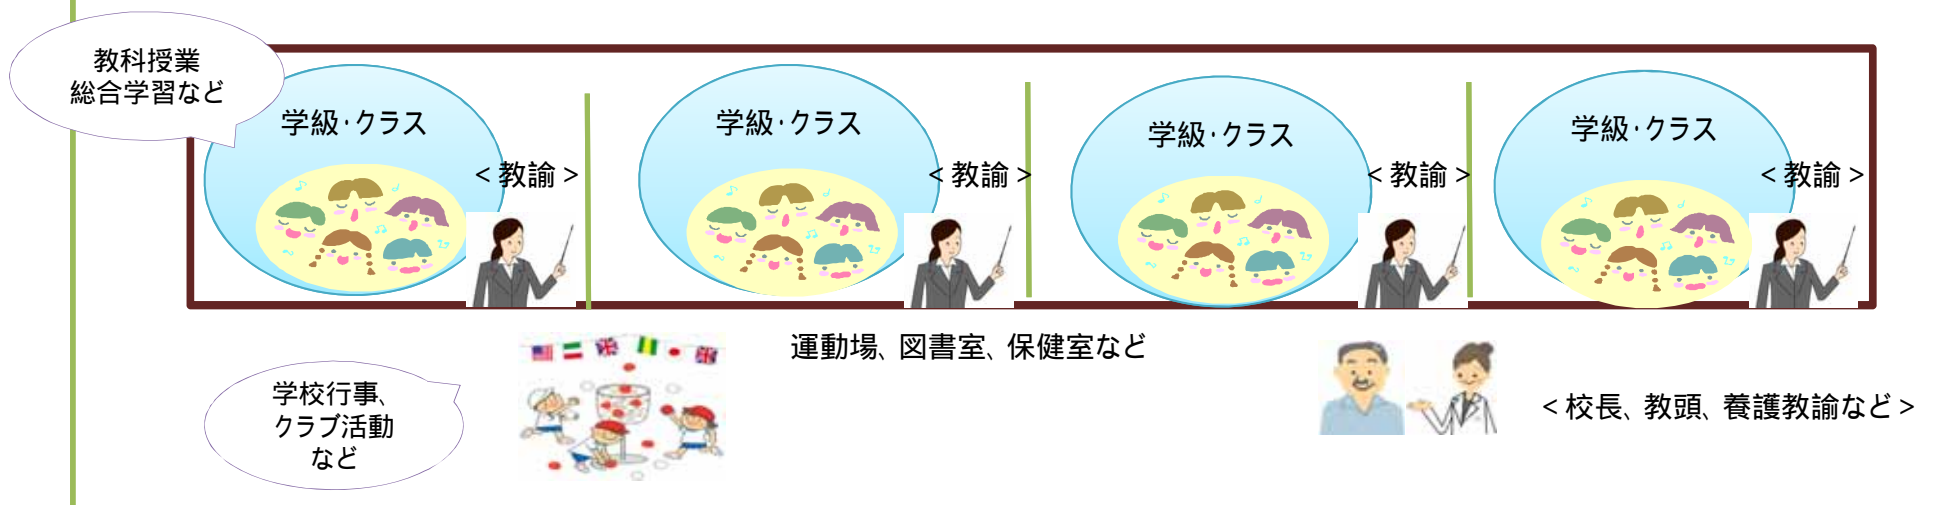 教科授業
総合学習など
学級・クラス
学級・クラス
学級・クラス
学級・クラス
<教諭>
<教諭>
<教諭>
<教諭>
運動場、図書室、保健室など
学校行事、
クラブ活動
など
<校長、教頭、養護教諭など>